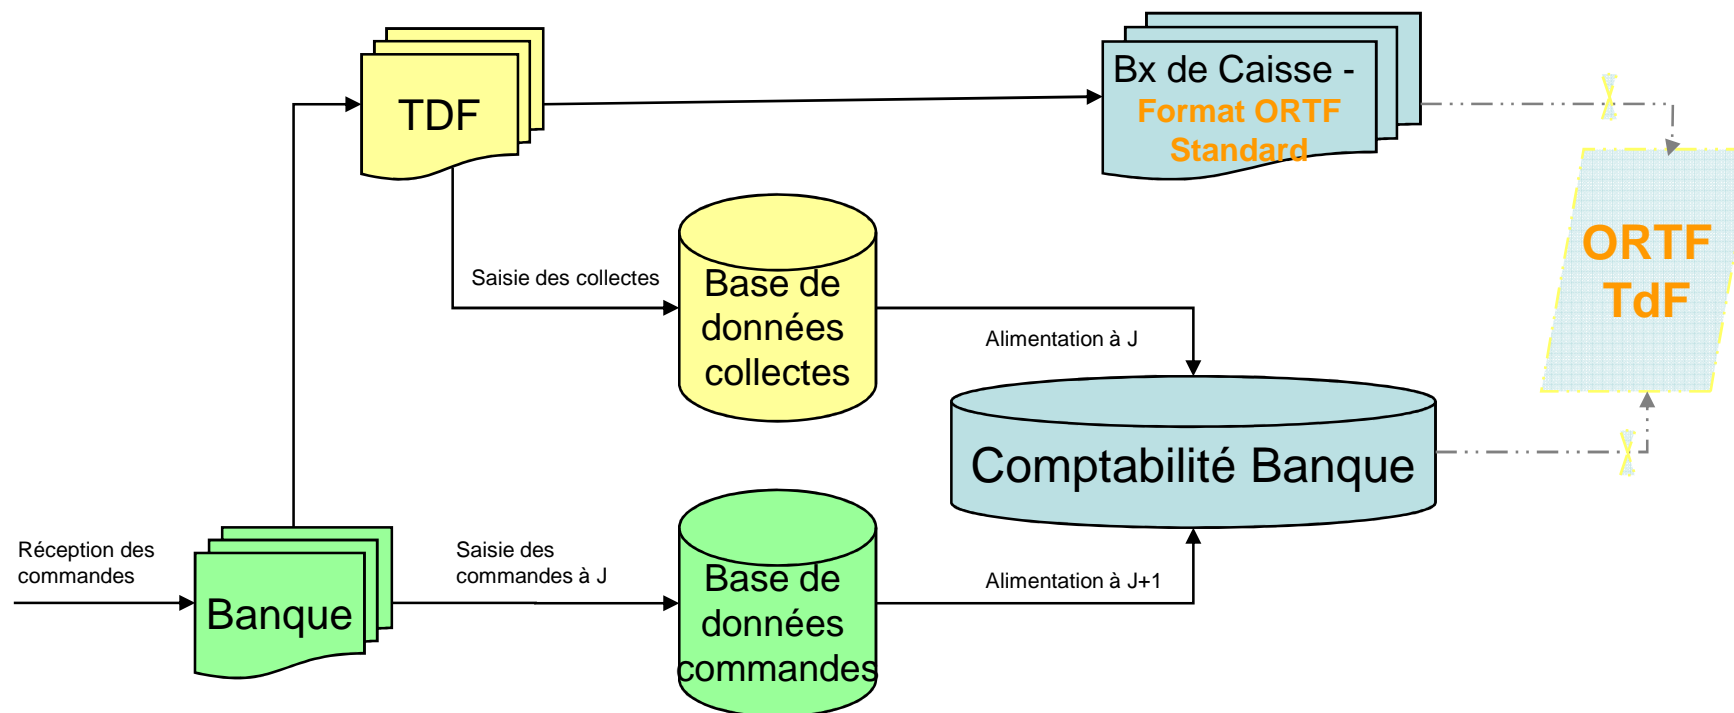 TDF
Bx de Caisse -
Format ORTF
Standard
ORTF
TdF
Saisie des collectes
Base de
données
collectes
Alimentation à J
Comptabilité Banque
Réception des
commandes
Banque
Saisie des
commandes à J
Base de
données
commandes
Alimentation à J+1